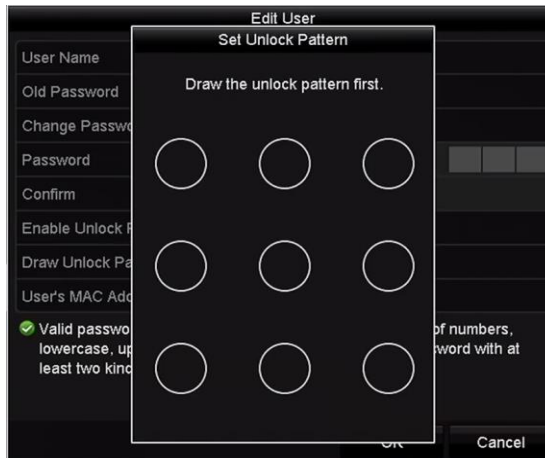 Edit User
Set Unlock Pattern
Draw the unlock pattern first.
User Name
Old Password
Change Passwo
Password
Confirm
Enable Unlock
Draw Unlock Pa
User's MAC Add
Valid passwo of numbers,
lowercase, up word with at
least two kind
Cancel